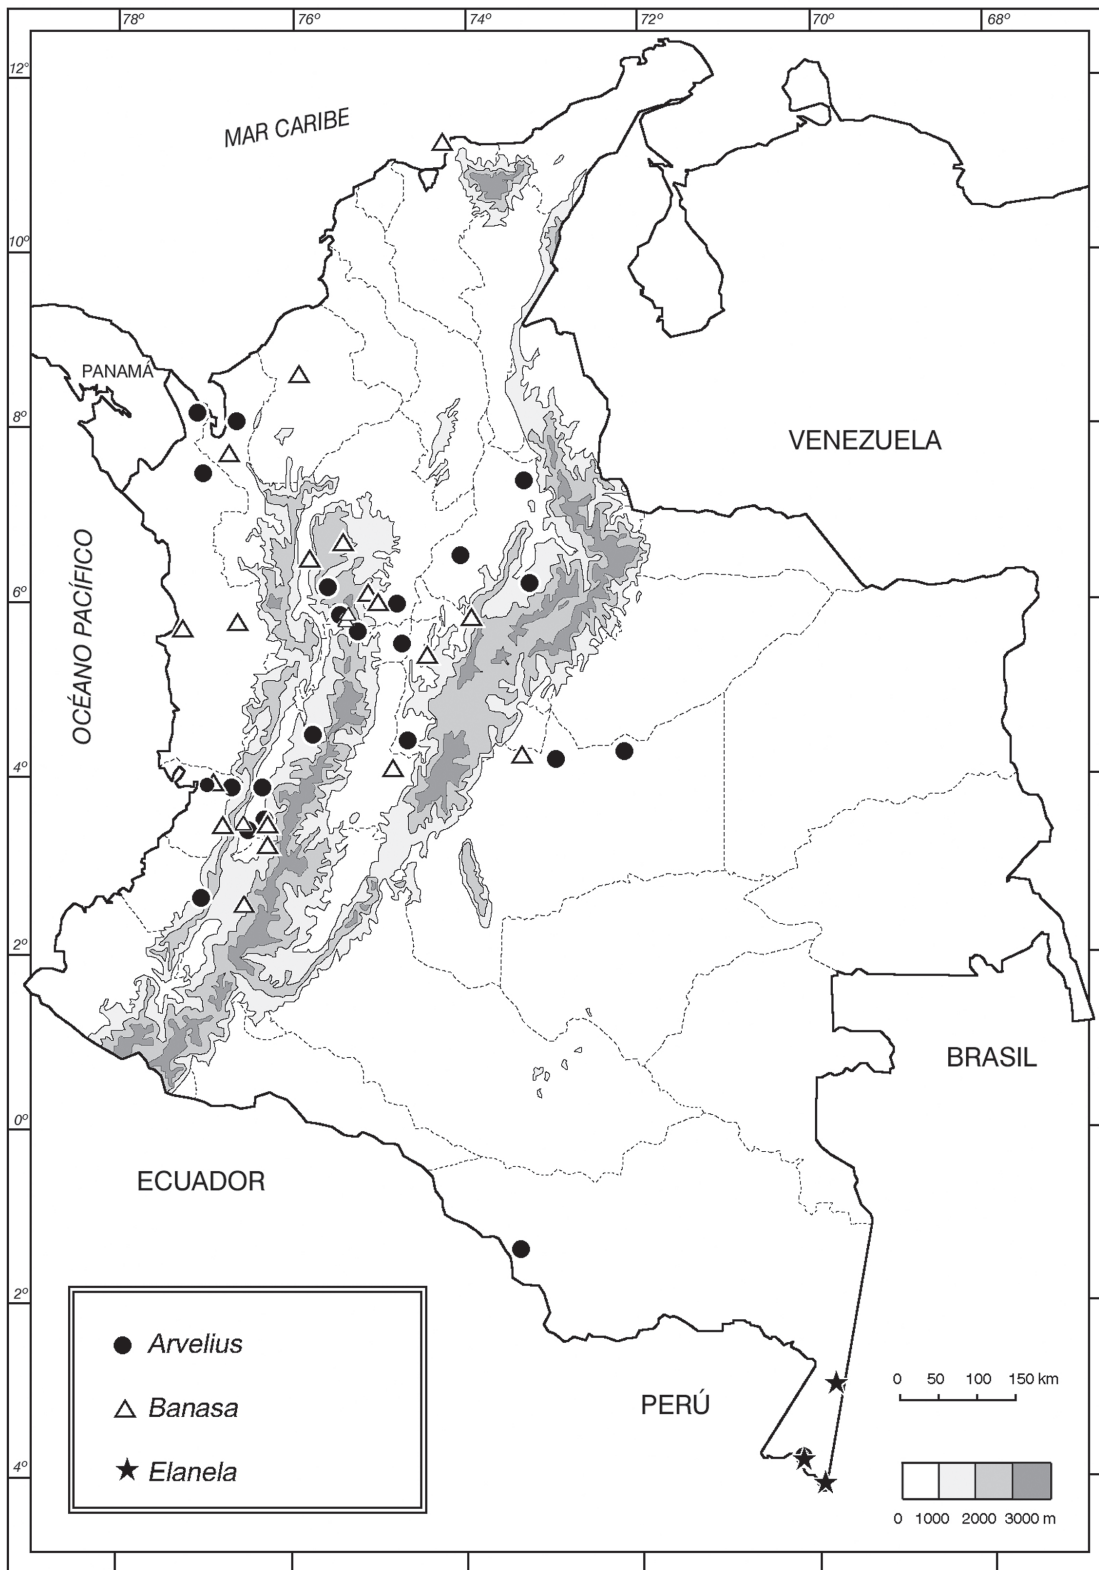 78º 76º 74º 72º 70º 68º
12º
MAR CARIBE
10º
PANAMÁ
8º
VENEZUELA
OCÉANO PACÍFICO
6º
4º
2º
BRASIL
0º
ECUADOR
2º
Arvelius
0 50 100 150 km
PERÚ
Banasa
Elanela
4º
0 1000 2000 3000 m